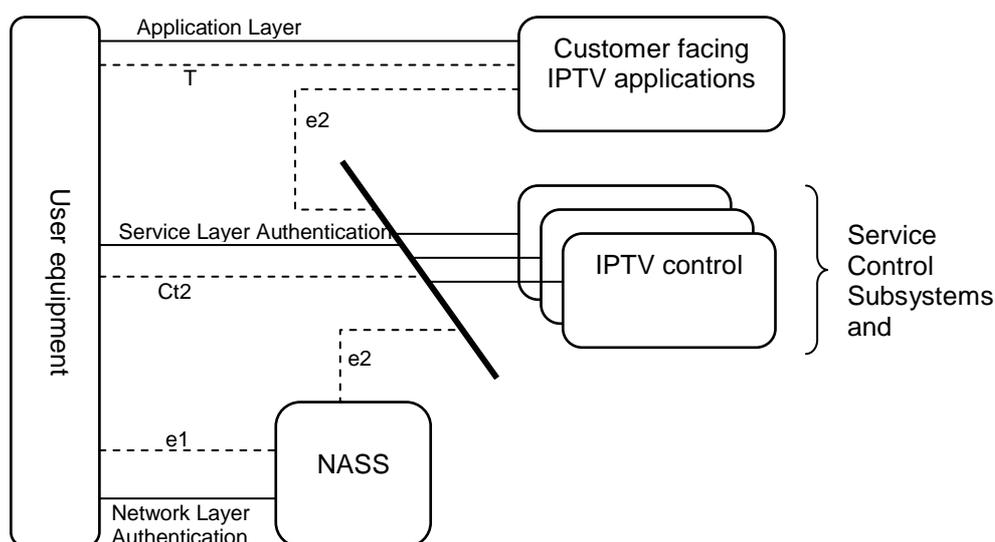 Application Layer
T
Customer facing
IPTV applications
e2
User equipment
Service Layer Authentication
Ct2
IPTV control
Service
Control
Subsystems
and
e2
e1
NASS
Network Layer
Authentication